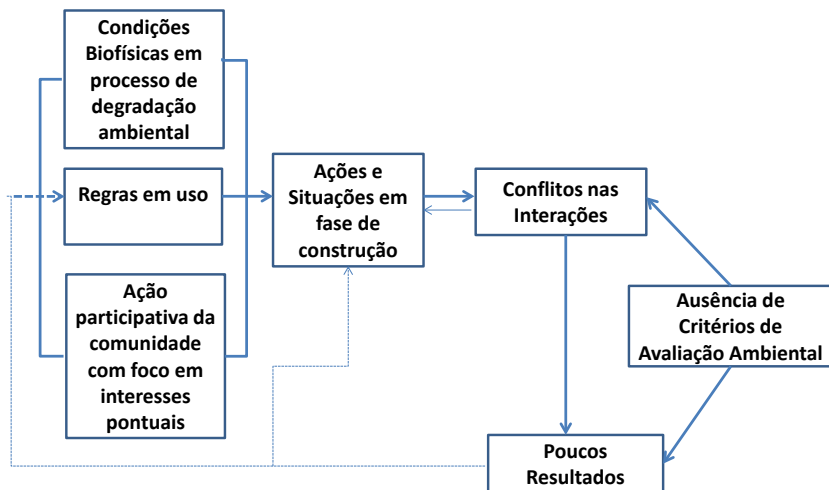 Condições
Biofísicas em
processo de
degradação
ambiental
Regras em uso
Ação
participativa da
comunidade
com foco em
interesses
pontuais
Ações e
Situações em
fase de
construção
Conflitos nas
Interações
Ausência de
Critérios de
Avaliação Ambiental
Poucos
Resultados